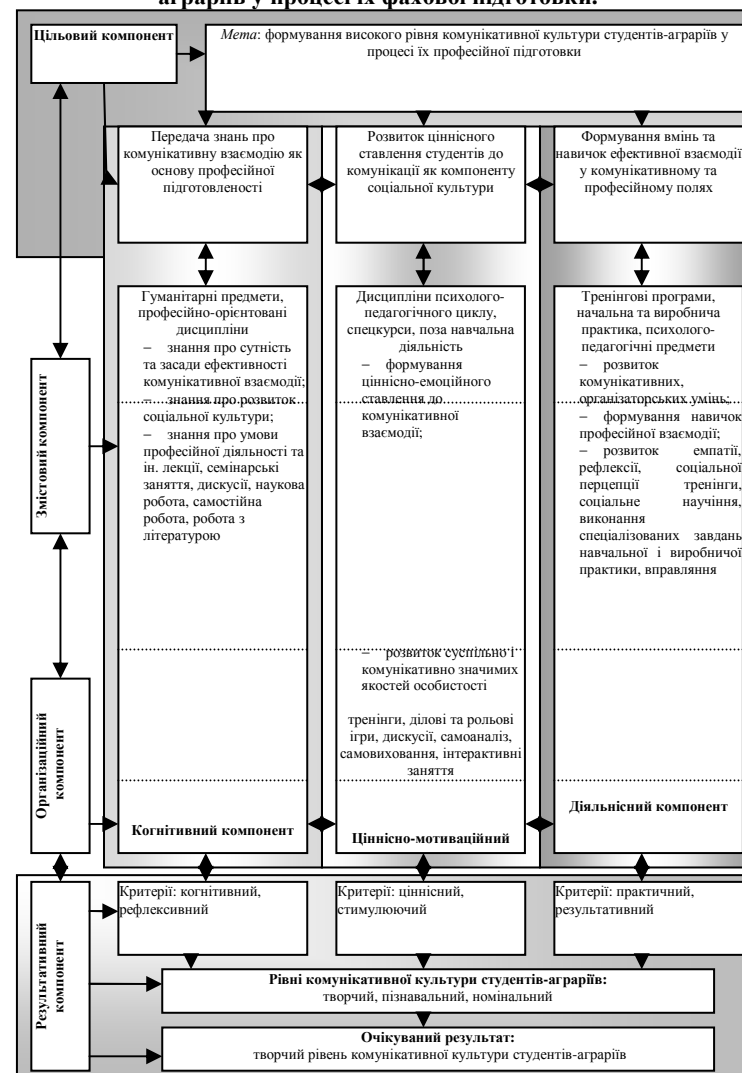 аграріїв у процесі їх фахової підготовки.
Цільовий компонент
Мета: формування високого рівня комунікативної культури студентів-аграріїв у
процесі їх професійної підготовки
Передача знань про
комунікативну взаємодію як
основу професійної
підготовленості
Розвиток ціннісного
ставлення студентів до
комунікації як компоненту
соціальної культури
Формування вмінь та
навичок ефективної взаємодії
у комунікативному та
професійному полях
Змістовий компонент
Гуманітарні предмети,
професійно-орієнтовані
дисципліни
– знання про сутність
та засади ефективності
комунікативної взаємодії;
– знання про розвиток
соціальної культури;
– знання про умови
професійної діяльності та
ін. лекції, семінарські
заняття, дискусії, наукова
робота, самостійна
робота, робота з
літературою
Дисципліни психолого-
педагогічного циклу,
спецкурси, поза навчальна
діяльність
– формування
ціннісно-емоційного
ставлення до
комунікативної
взаємодії;
– розвиток суспільно і
комунікативно значимих
якостей особистості
тренінги, ділові та рольові
ігри, дискусії, самоаналіз,
самовиховання, інтерактивні
заняття
Тренінгові програми,
начальна та виробнича
практика, психолого-
педагогічні предмети
– розвиток
комунікативних,
організаторських умінь;
– формування навичок
професійної взаємодії;
– розвиток емпатії,
рефлексії, соціальної
перцепції тренінги,
соціальне научіння,
виконання
спеціалізованих завдань
навчальної і виробничої
практики, вправляння
Організаційний
компонент
Когнітивний компонент
Ціннісно-мотиваційний
Діяльнісний компонент
Результативний
компонент
Критерії: когнітивний,
рефлексивний
Критерії: ціннісний,
стимулюючий
Критерії: практичний,
результативний
Рівні комунікативної культури студентів-аграріїв:
творчий, пізнавальний, номінальний
Очікуваний результат:
творчий рівень комунікативної культури студентів-аграріїв